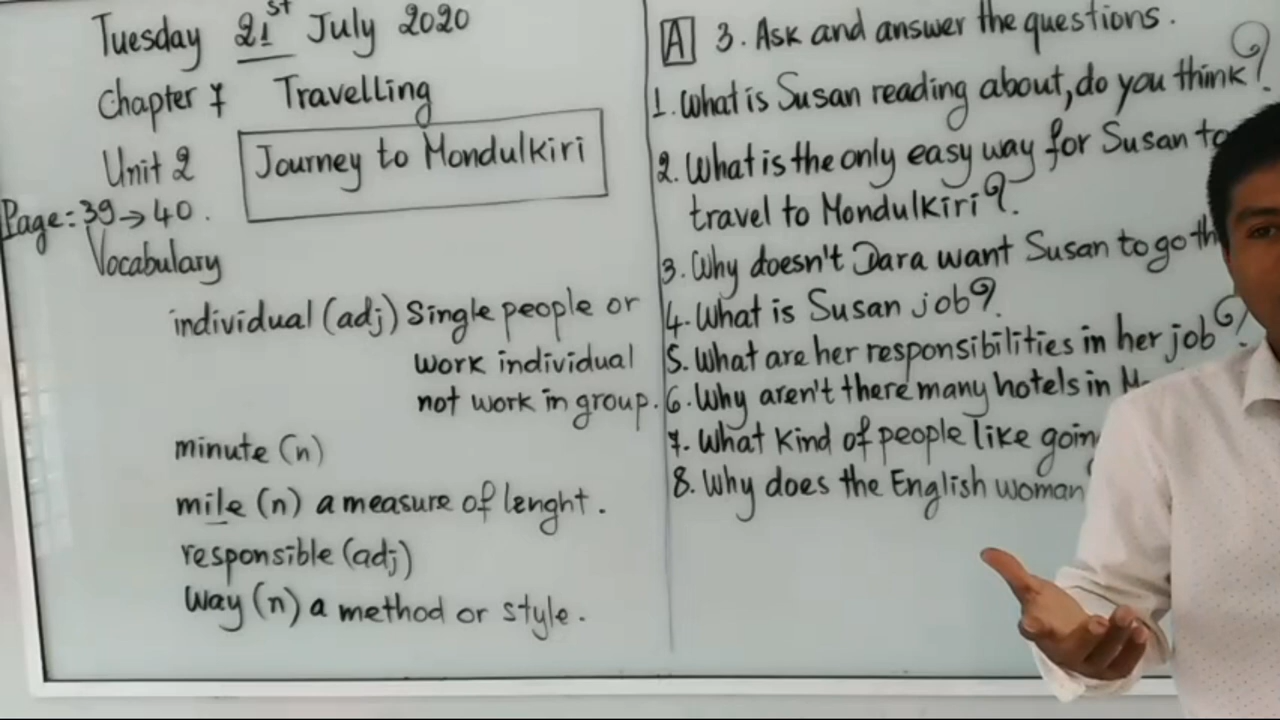 Tuesday 21st July 2020
Chapter 7 Travelling
Unit 2 Journey to Mondulkiri
Page: 39 → 40.
Vocabulary
individual (adj) Single people or
work individual
not work in group.
minute (n)
mile (n) a measure of lenght.
responsible (adj)
way (n) a method or style.
A 3. Ask and answer the questions.
1. What is Susan reading about, do you think?
2. What is the only easy way for Susan to
travel to Mondulkiri?.
3. Why doesn't Dara want Susan to go
4. What is Susan job?.
5. What are her responsibilities in her job?
6. Why aren't there many hotels in
7. What kind of people like
8. Why does the English woman